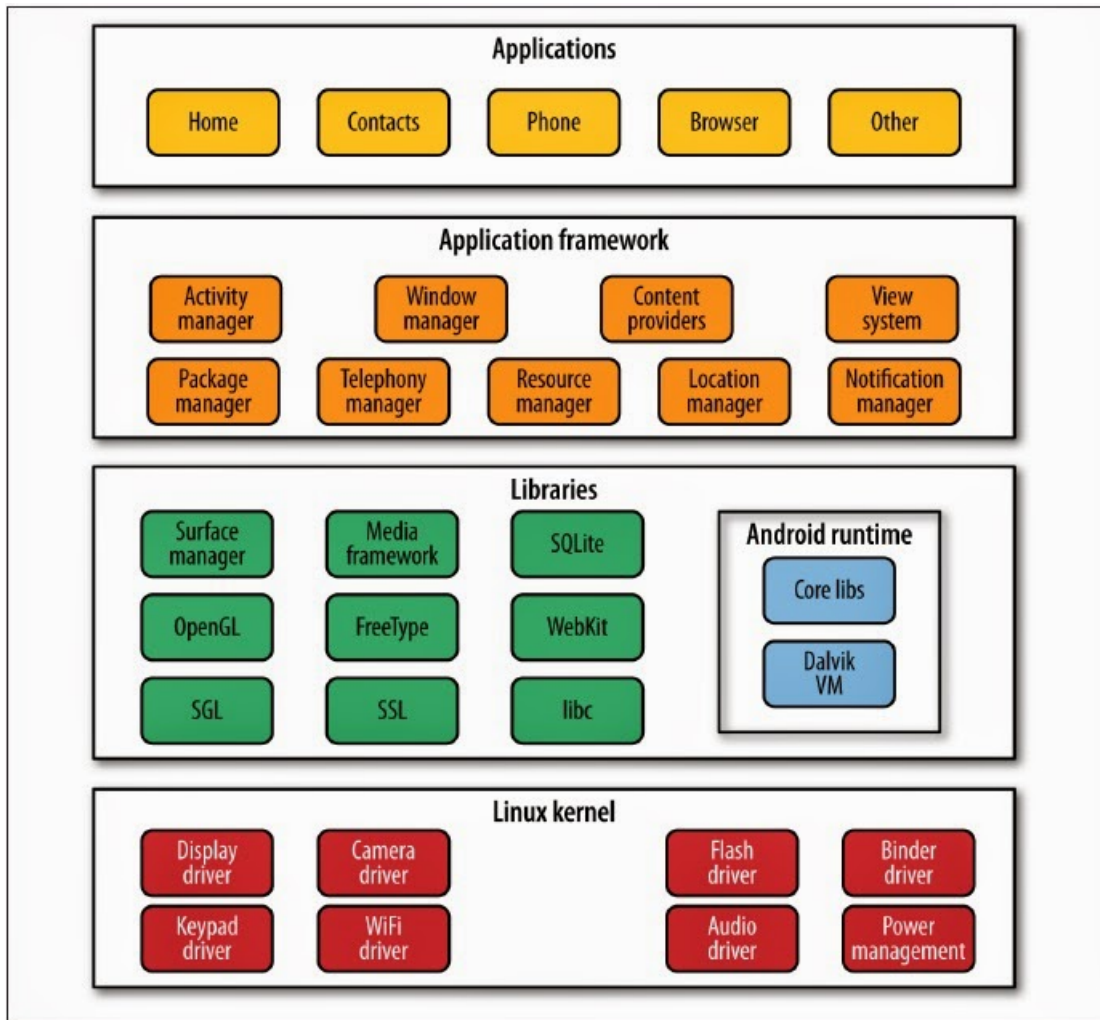 Applications
Home
Contacts
Phone
Browser
Other
Application framework
Activity
manager
Window
manager
Content
providers
View
system
Package
manager
Telephony
manager
Resource
manager
Location
manager
Notification
manager
Libraries
Surface
manager
Media
framework
SQLite
OpenGL
FreeType
WebKit
SGL
SSL
libc
Android runtime
Core libs
Dalvik
VM
Linux kernel
Display
driver
Camera
driver
Flash
driver
Binder
driver
Keypad
driver
WiFi
driver
Audio
driver
Power
management